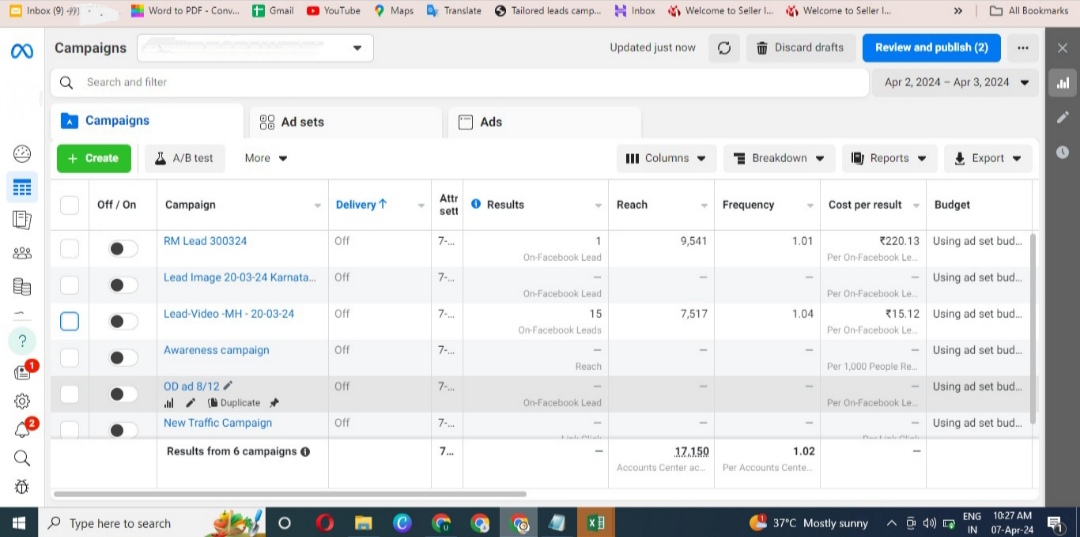 Inbox (9)
Word to PDF - Conv...
Gmail
YouTube
Maps
Translate
Tailored leads camp...
Inbox
Welcome to Seller l...
Welcome to Seller l...
»
All Bookmarks
Campaigns
Updated just now
Discard drafts
Review and publish (2)
Search and filter
Apr 2, 2024 – Apr 3, 2024
Campaigns
Ad sets
Ads
+ Create
A/B test
More
Columns
Breakdown
Reports
Export
Off / On
Campaign
Delivery ↑
Attr
sett
Results
Reach
Frequency
Cost per result
Budget
RM Lead 300324
Off
7-...
1
9,541
1.01
₹220.13
Using ad set bud...
On-Facebook Lead
Per On-Facebook Le...
Lead Image 20-03-24 Karnata...
Off
7-...
—
—
—
—
Using ad set bud...
On-Facebook Lead
Per On-Facebook Le...
Lead-Video -MH - 20-03-24
Off
7-...
15
7,517
1.04
₹15.12
Using ad set bud...
On-Facebook Leads
Per On-Facebook Le...
Awareness campaign
Off
7-...
—
—
—
—
Using ad set bud...
Reach
Per 1,000 People Re...
OD ad 8/12
Off
7-...
—
—
—
—
Using ad set bud...
Duplicate
On-Facebook Lead
Per On-Facebook Le...
New Traffic Campaign
Off
7-...
—
—
—
—
Using ad set bud...
Results from 6 campaigns
7...
—
17,150
1.02
—
Accounts Center ac...
Per Accounts Cente...
?
1
2
Type here to search
37°C Mostly sunny
ENG
IN
10:27 AM
07-Apr-24
1